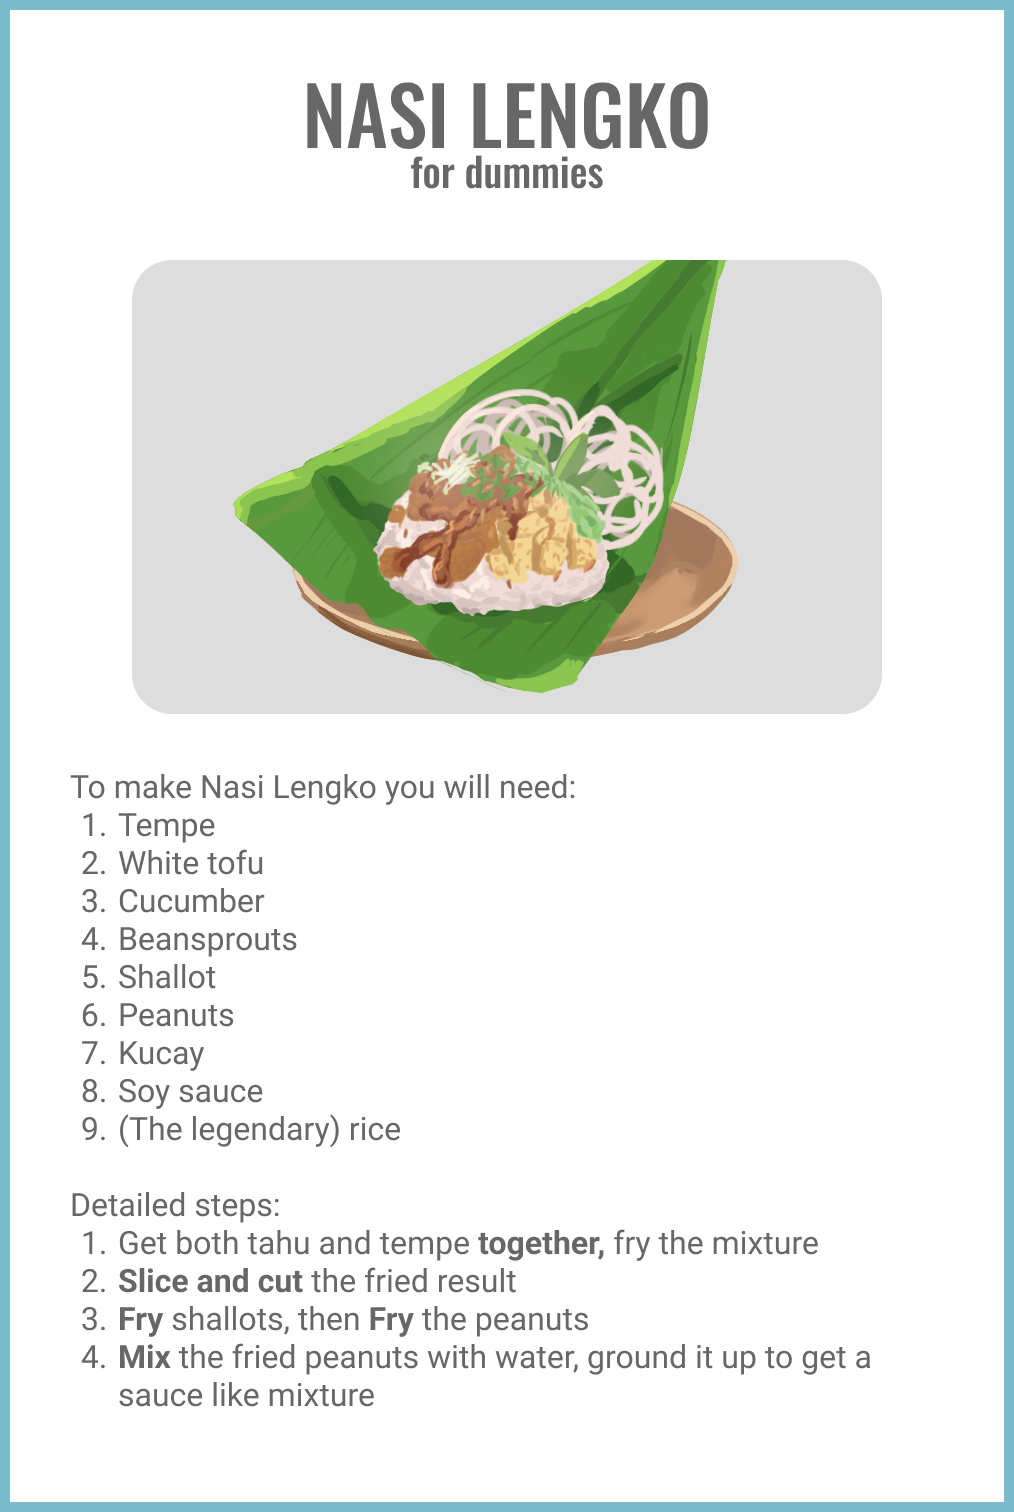 NASI LENGKO
for dummies
To make Nasi Lengko you will need:
1. Tempe
2. White tofu
3. Cucumber
4. Beansprouts
5. Shallot
6. Peanuts
7. Kucay
8. Soy sauce
9. (The legendary) rice
Detailed steps:
1. Get both tahu and tempe together, fry the mixture
2. Slice and cut the fried result
3. Fry shallots, then Fry the peanuts
4. Mix the fried peanuts with water, ground it up to get a
sauce like mixture